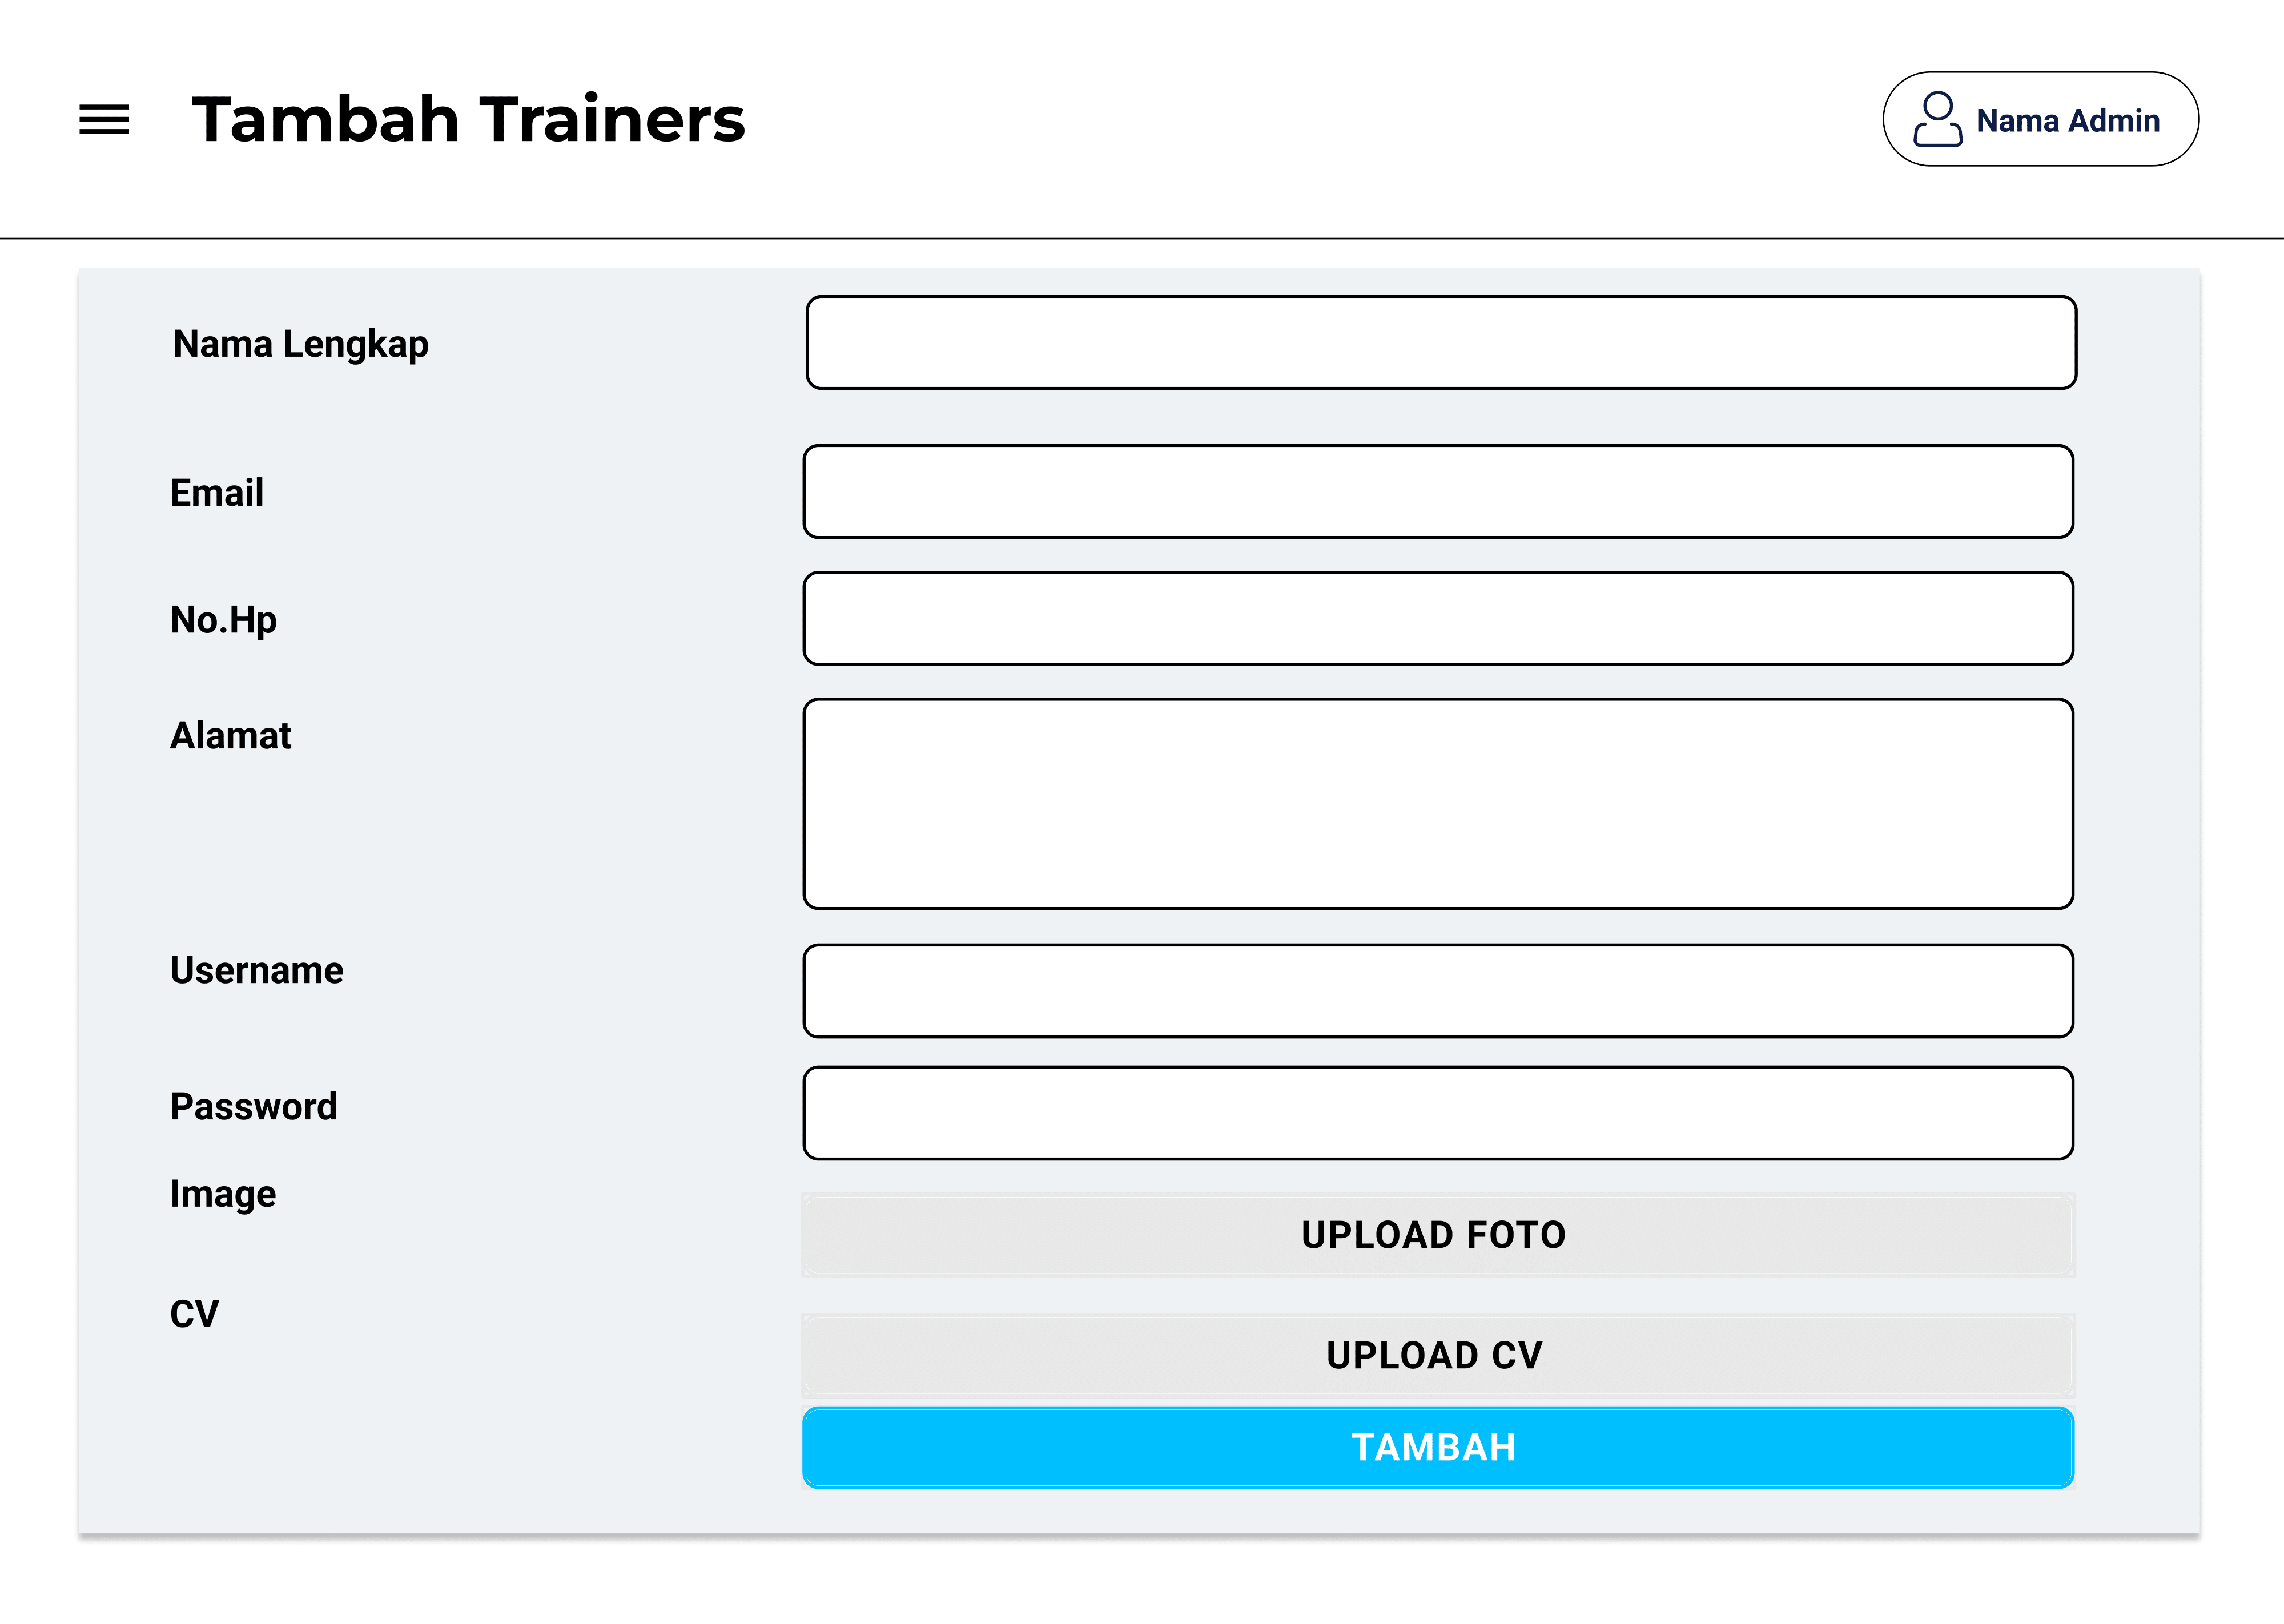 Tambah Trainers
Nama Admin
Nama Lengkap
Email
No.Hp
Alamat
Username
Password
Image
UPLOAD FOTO
CV
UPLOAD CV
TAMBAH